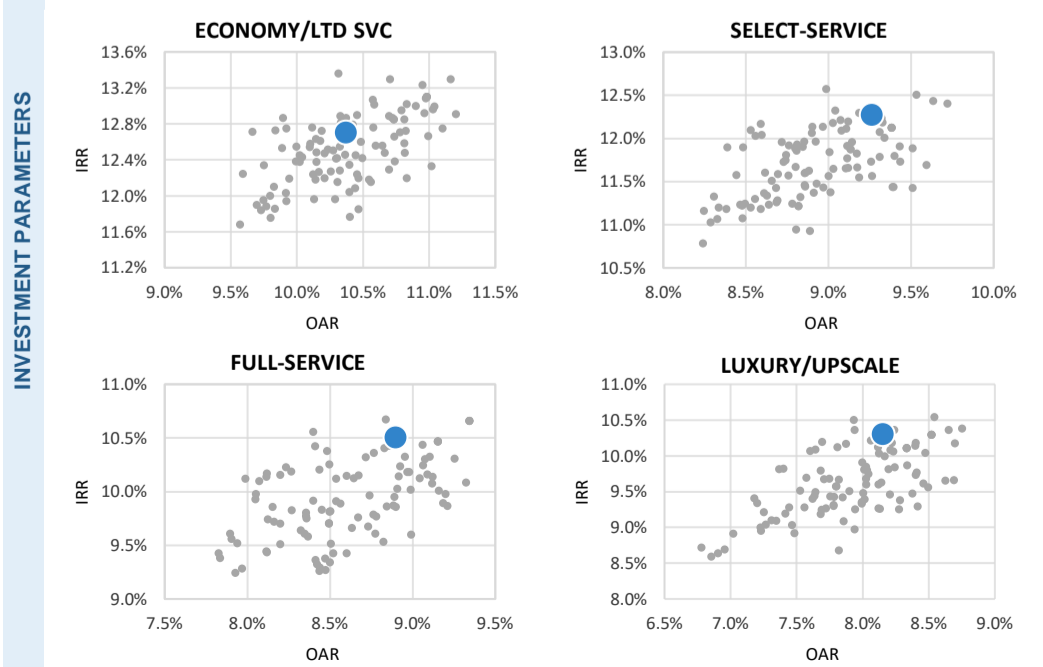 INVESTMENT PARAMETERS
ECONOMY/LTD SVC
13.6%
13.2%
12.8%
12.4%
12.0%
11.6%
11.2%
IRR
9.0% 9.5% 10.0% 10.5% 11.0% 11.5%
OAR
SELECT-SERVICE
13.0%
12.5%
12.0%
11.5%
11.0%
10.5%
IRR
8.0% 8.5% 9.0% 9.5% 10.0%
OAR
FULL-SERVICE
11.0%
10.5%
10.0%
9.5%
9.0%
IRR
7.5% 8.0% 8.5% 9.0% 9.5%
OAR
LUXURY/UPSCALE
11.0%
10.5%
10.0%
9.5%
9.0%
8.5%
8.0%
IRR
6.5% 7.0% 7.5% 8.0% 8.5% 9.0%
OAR